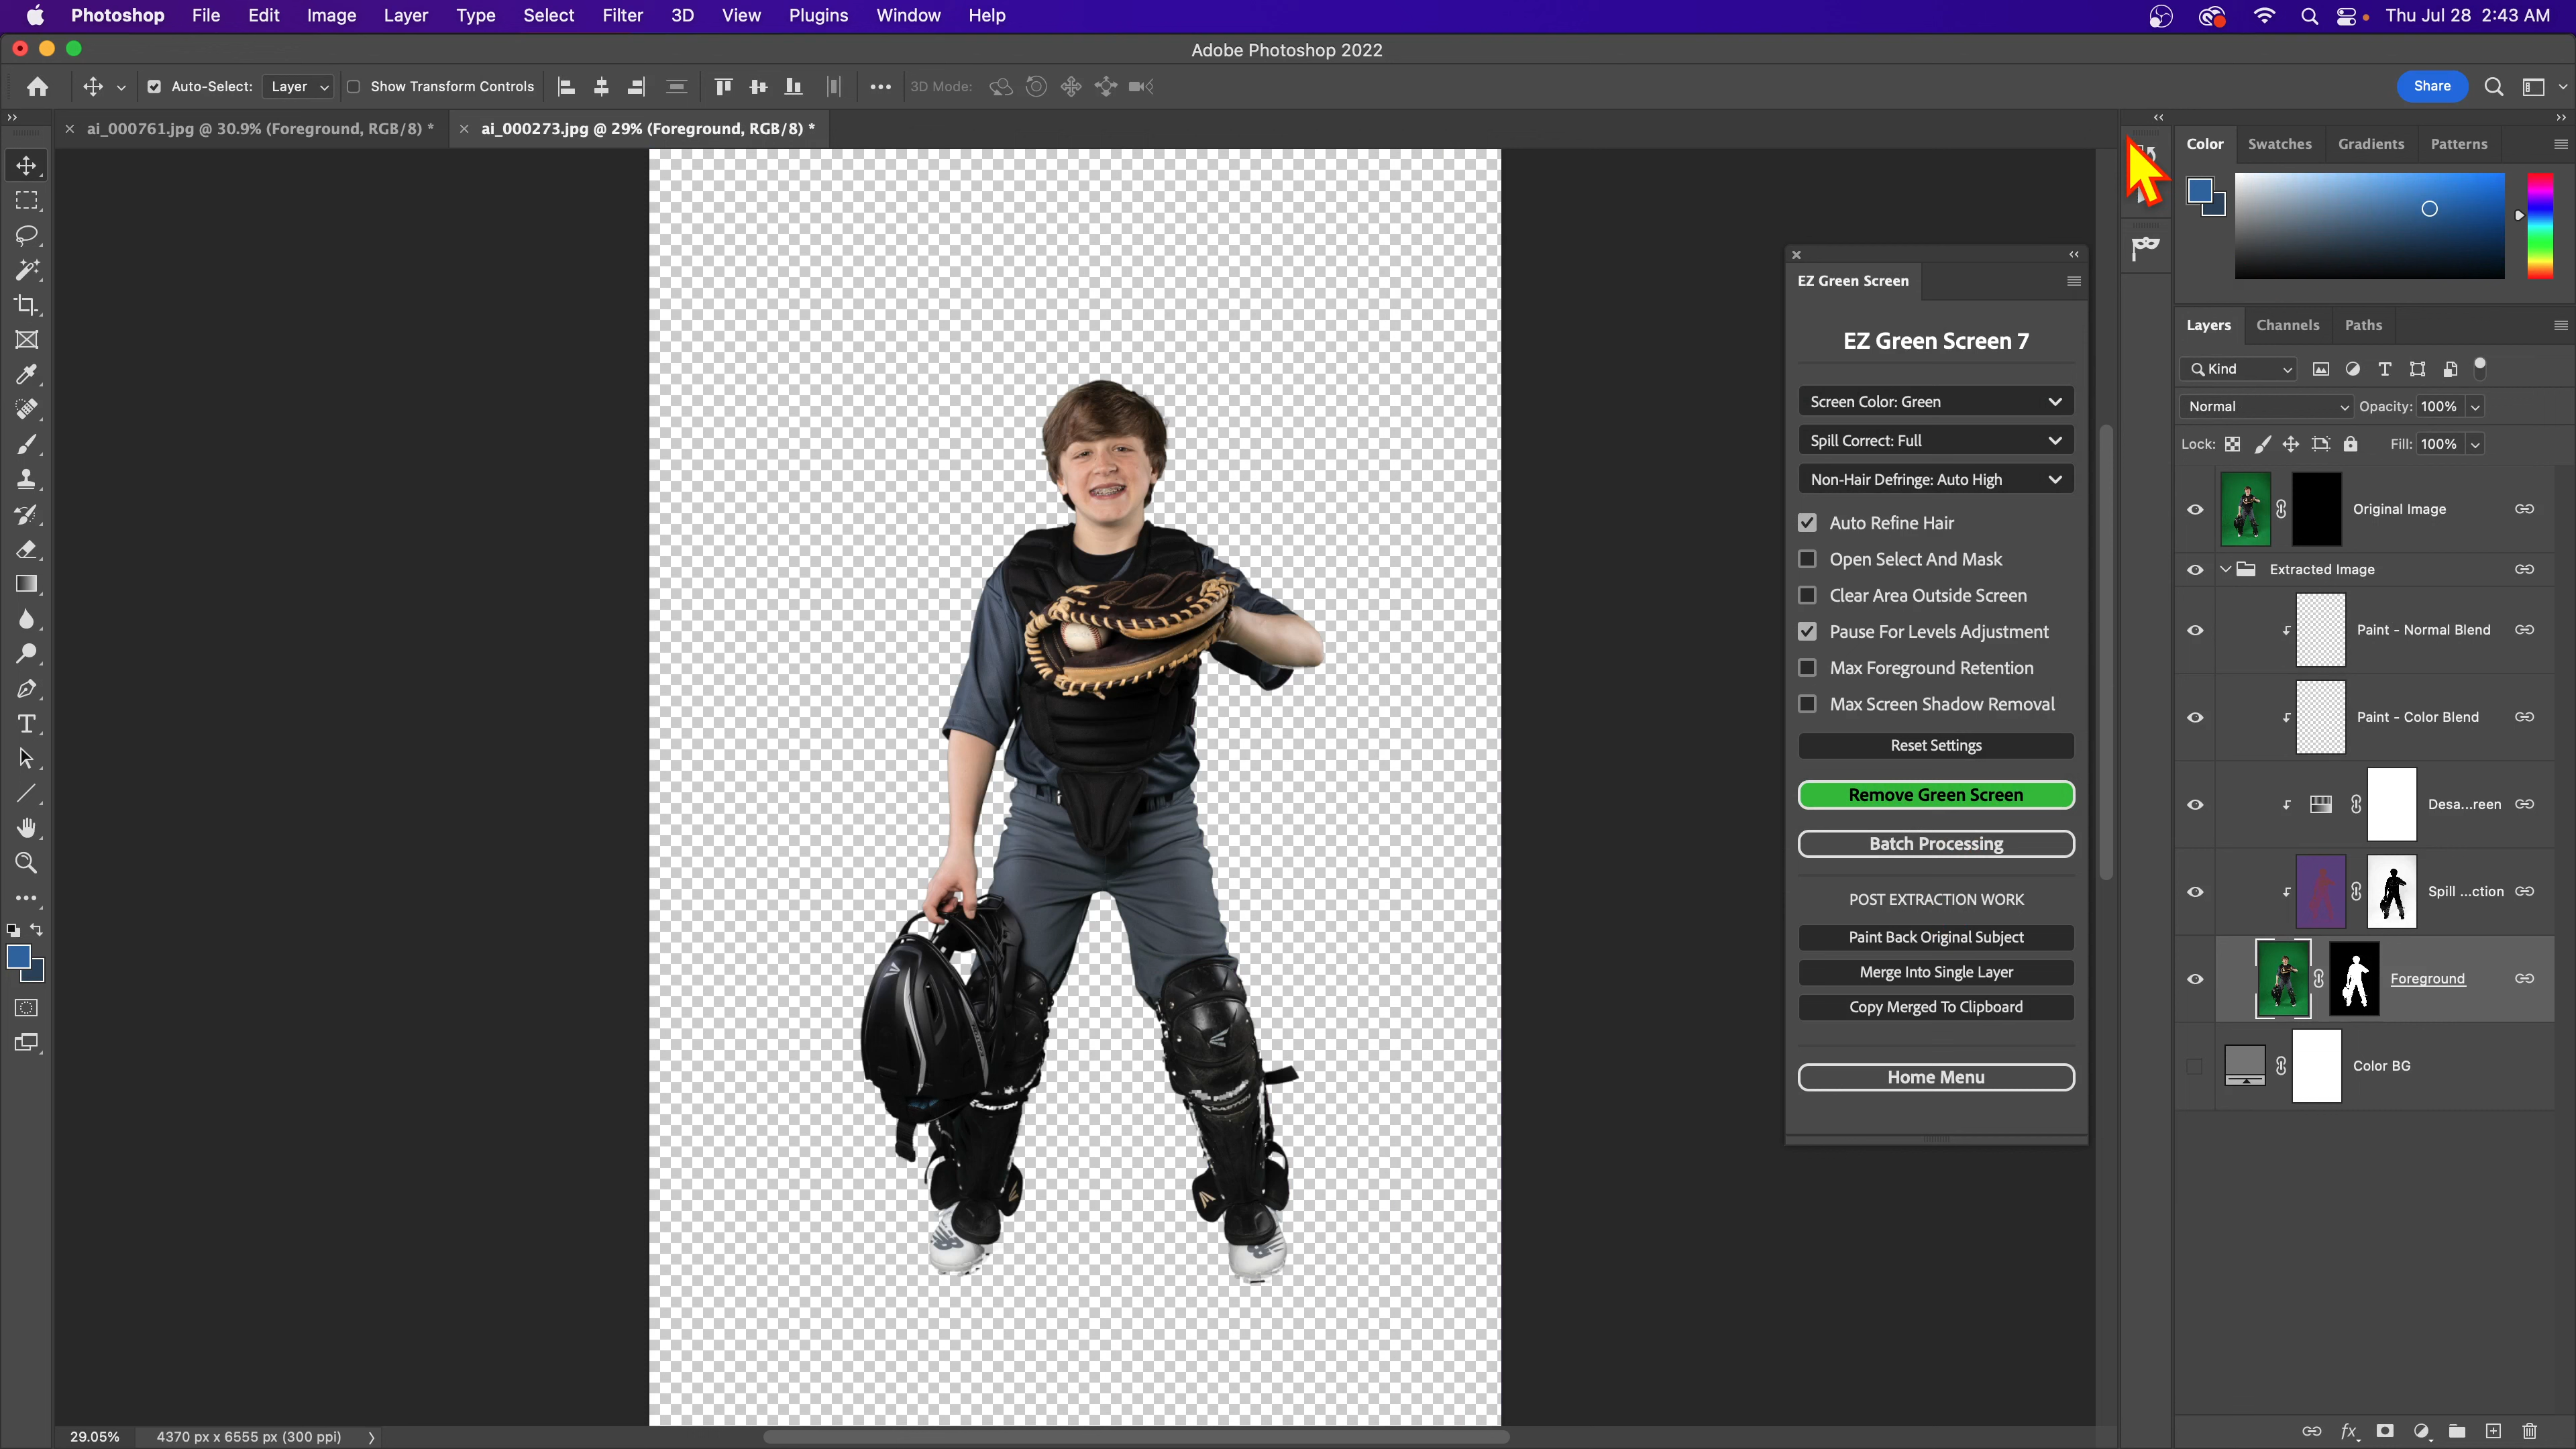 Photoshop File Edit Image Layer Type Select Filter 3D View Plugins Window Help Thu Jul 28 2:43 AM
Adobe Photoshop 2022
Auto-Select: Layer Show Transform Controls 3D Mode: Share
ai_000761.jpg @ 30.9% (Foreground, RGB/8) * ai_000273.jpg @ 29% (Foreground, RGB/8) *
Color Swatches Gradients Patterns
EZ Green Screen
EZ Green Screen 7
Screen Color: Green
Spill Correct: Full
Non-Hair Defringe: Auto High
Auto Refine Hair
Open Select And Mask
Clear Area Outside Screen
Pause For Levels Adjustment
Max Foreground Retention
Max Screen Shadow Removal
Reset Settings
Remove Green Screen
Batch Processing
POST EXTRACTION WORK
Paint Back Original Subject
Merge Into Single Layer
Copy Merged To Clipboard
Home Menu
Layers Channels Paths
Kind
Normal Opacity: 100%
Lock: Fill: 100%
Original Image
Extracted Image
Paint - Normal Blend
Paint - Color Blend
Desa...reen
Spill ...ction
Foreground
Color BG
EASTON
EASTON
29.05% 4370 px x 6555 px (300 ppi)